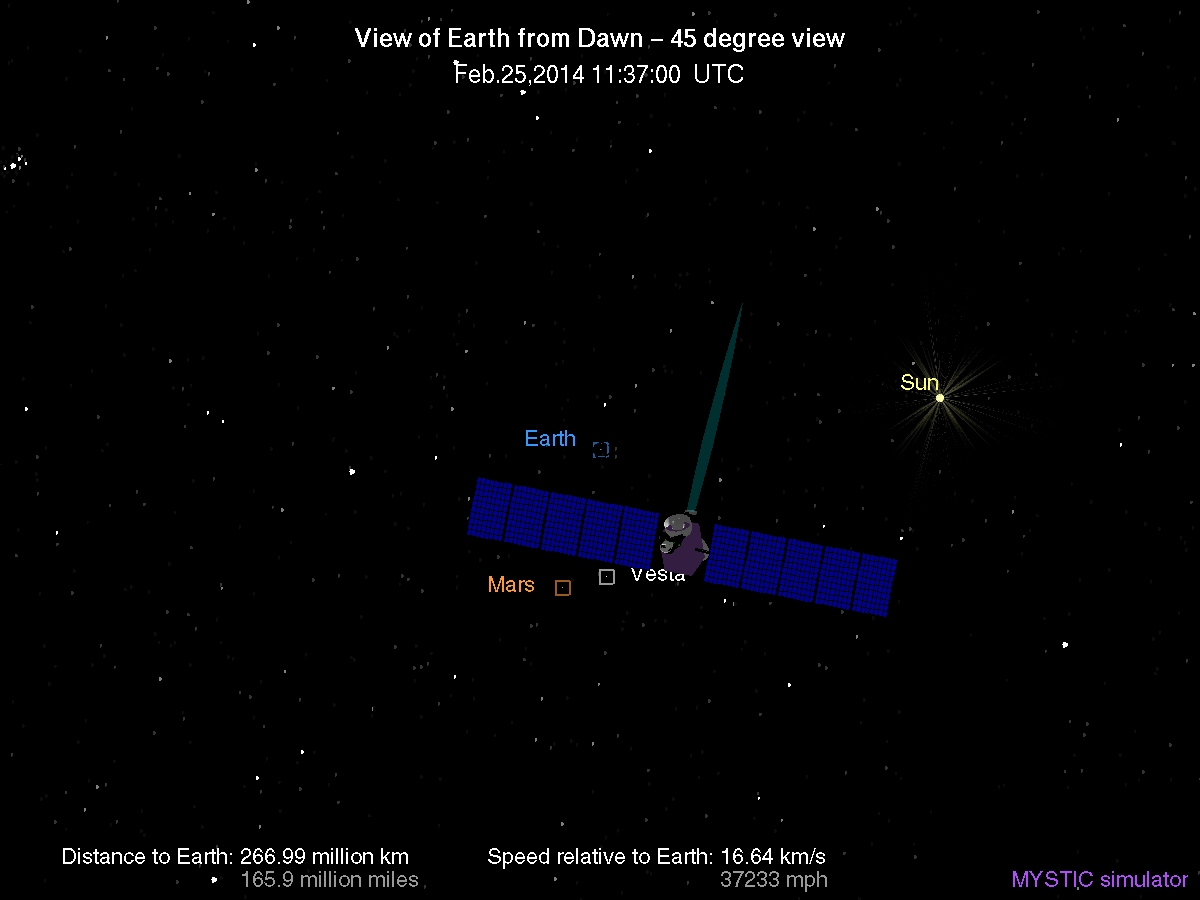 View of Earth from Dawn – 45 degree view
Feb.25,2014 11:37:00 UTC
Sun
Earth
Vesta
Mars
Distance to Earth: 266.99 million km
165.9 million miles
Speed relative to Earth: 16.64 km/s
37233 mph
MYSTIC simulator